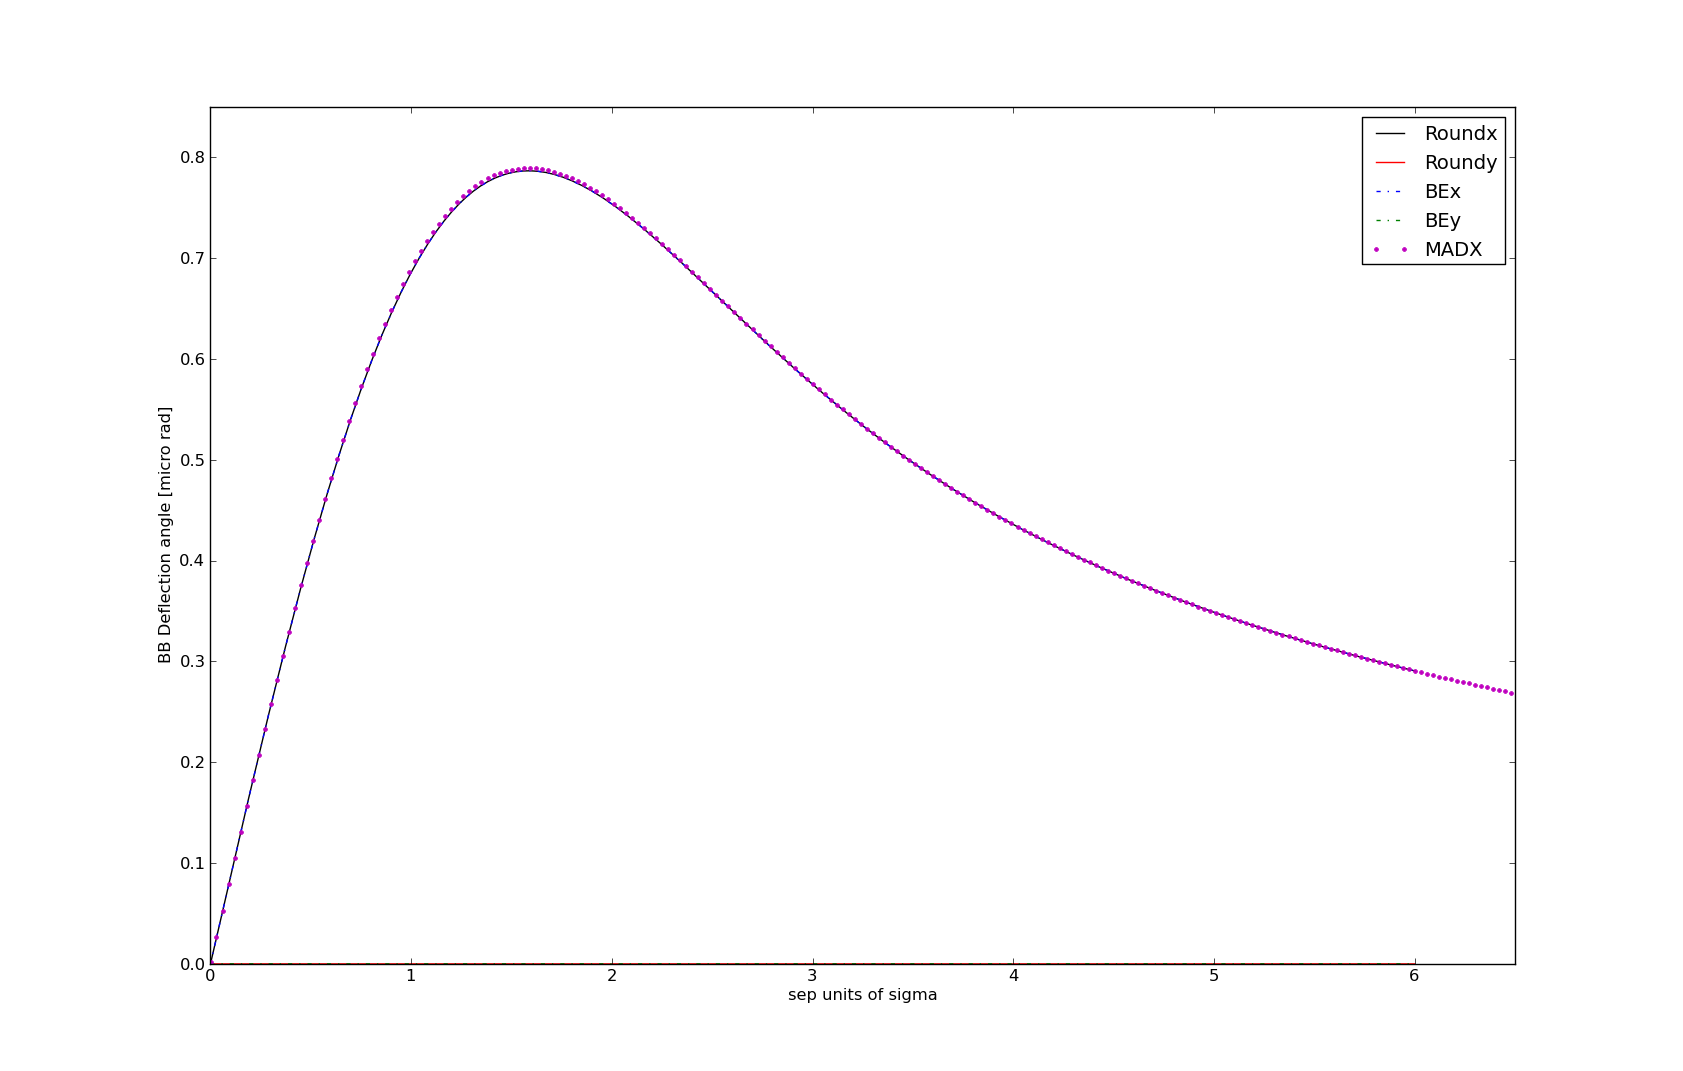 Roundx
Roundy
BEx
BEy
MADX
BB Deflection angle [micro rad]
0.8
0.7
0.6
0.5
0.4
0.3
0.2
0.1
0.0
0 1 2 3 4 5 6
sep units of sigma